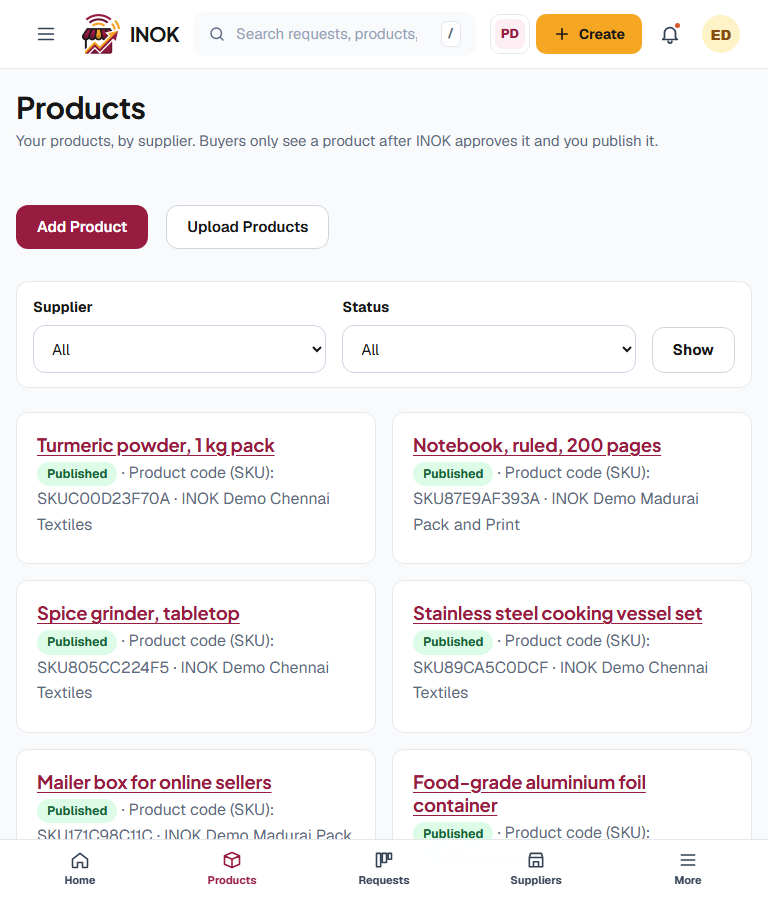 INOK
Search requests, products,
/
PD
Create
ED
Products
Your products, by supplier. Buyers only see a product after INOK approves it and you publish it.
Add Product
Upload Products
Supplier
Status
All
All
Show
Turmeric powder, 1 kg pack
Published · Product code (SKU):
SKUC00D23F70A · INOK Demo Chennai
Textiles
Notebook, ruled, 200 pages
Published · Product code (SKU):
SKU87E9AF393A · INOK Demo Madurai
Pack and Print
Spice grinder, tabletop
Published · Product code (SKU):
SKU805CC224F5 · INOK Demo Chennai
Textiles
Stainless steel cooking vessel set
Published · Product code (SKU):
SKU89CA5C0DCF · INOK Demo Chennai
Textiles
Mailer box for online sellers
Published · Product code (SKU):
SKU171C98C11C · INOK Demo Madurai Pack
Food-grade aluminium foil
container
Published · Product code (SKU):
Home
Products
Requests
Suppliers
More